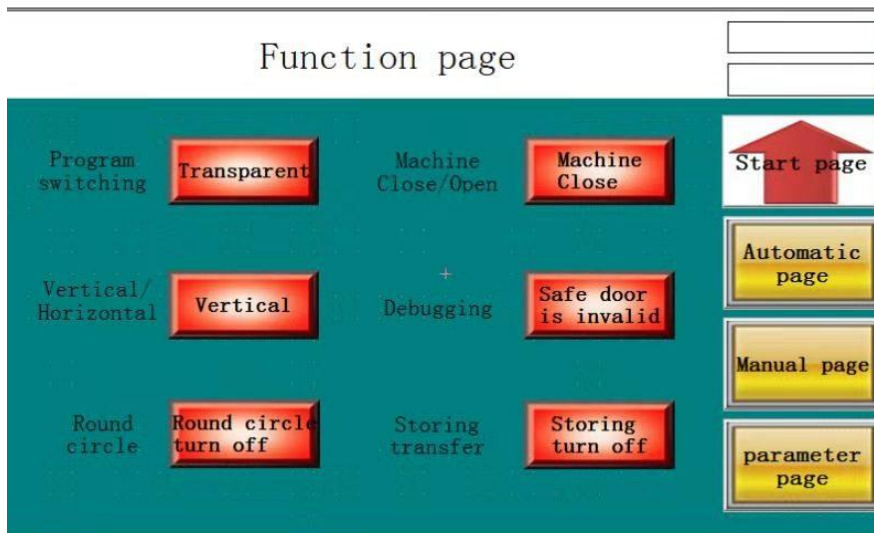 Function page
Program
switching
Transparent
Machine
Close/Open
Machine
Close
Start page
Vertical/
Horizontal
Vertical
Debugging
Safe door
is invalid
Automatic
page
Manual page
Round
circle
Round circle
turn off
Storing
transfer
Storing
turn off
parameter
page